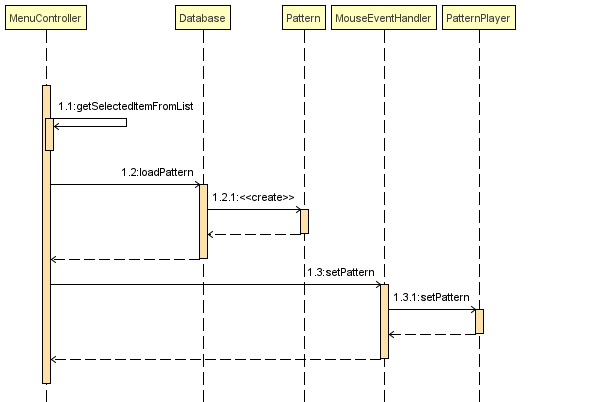 MenuController
Database
Pattern
MouseEventHandler
PatternPlayer
1.1:getSelectedItemFromList
1.2:loadPattern
1.2.1:<<create>>
1.3:setPattern
1.3.1:setPattern